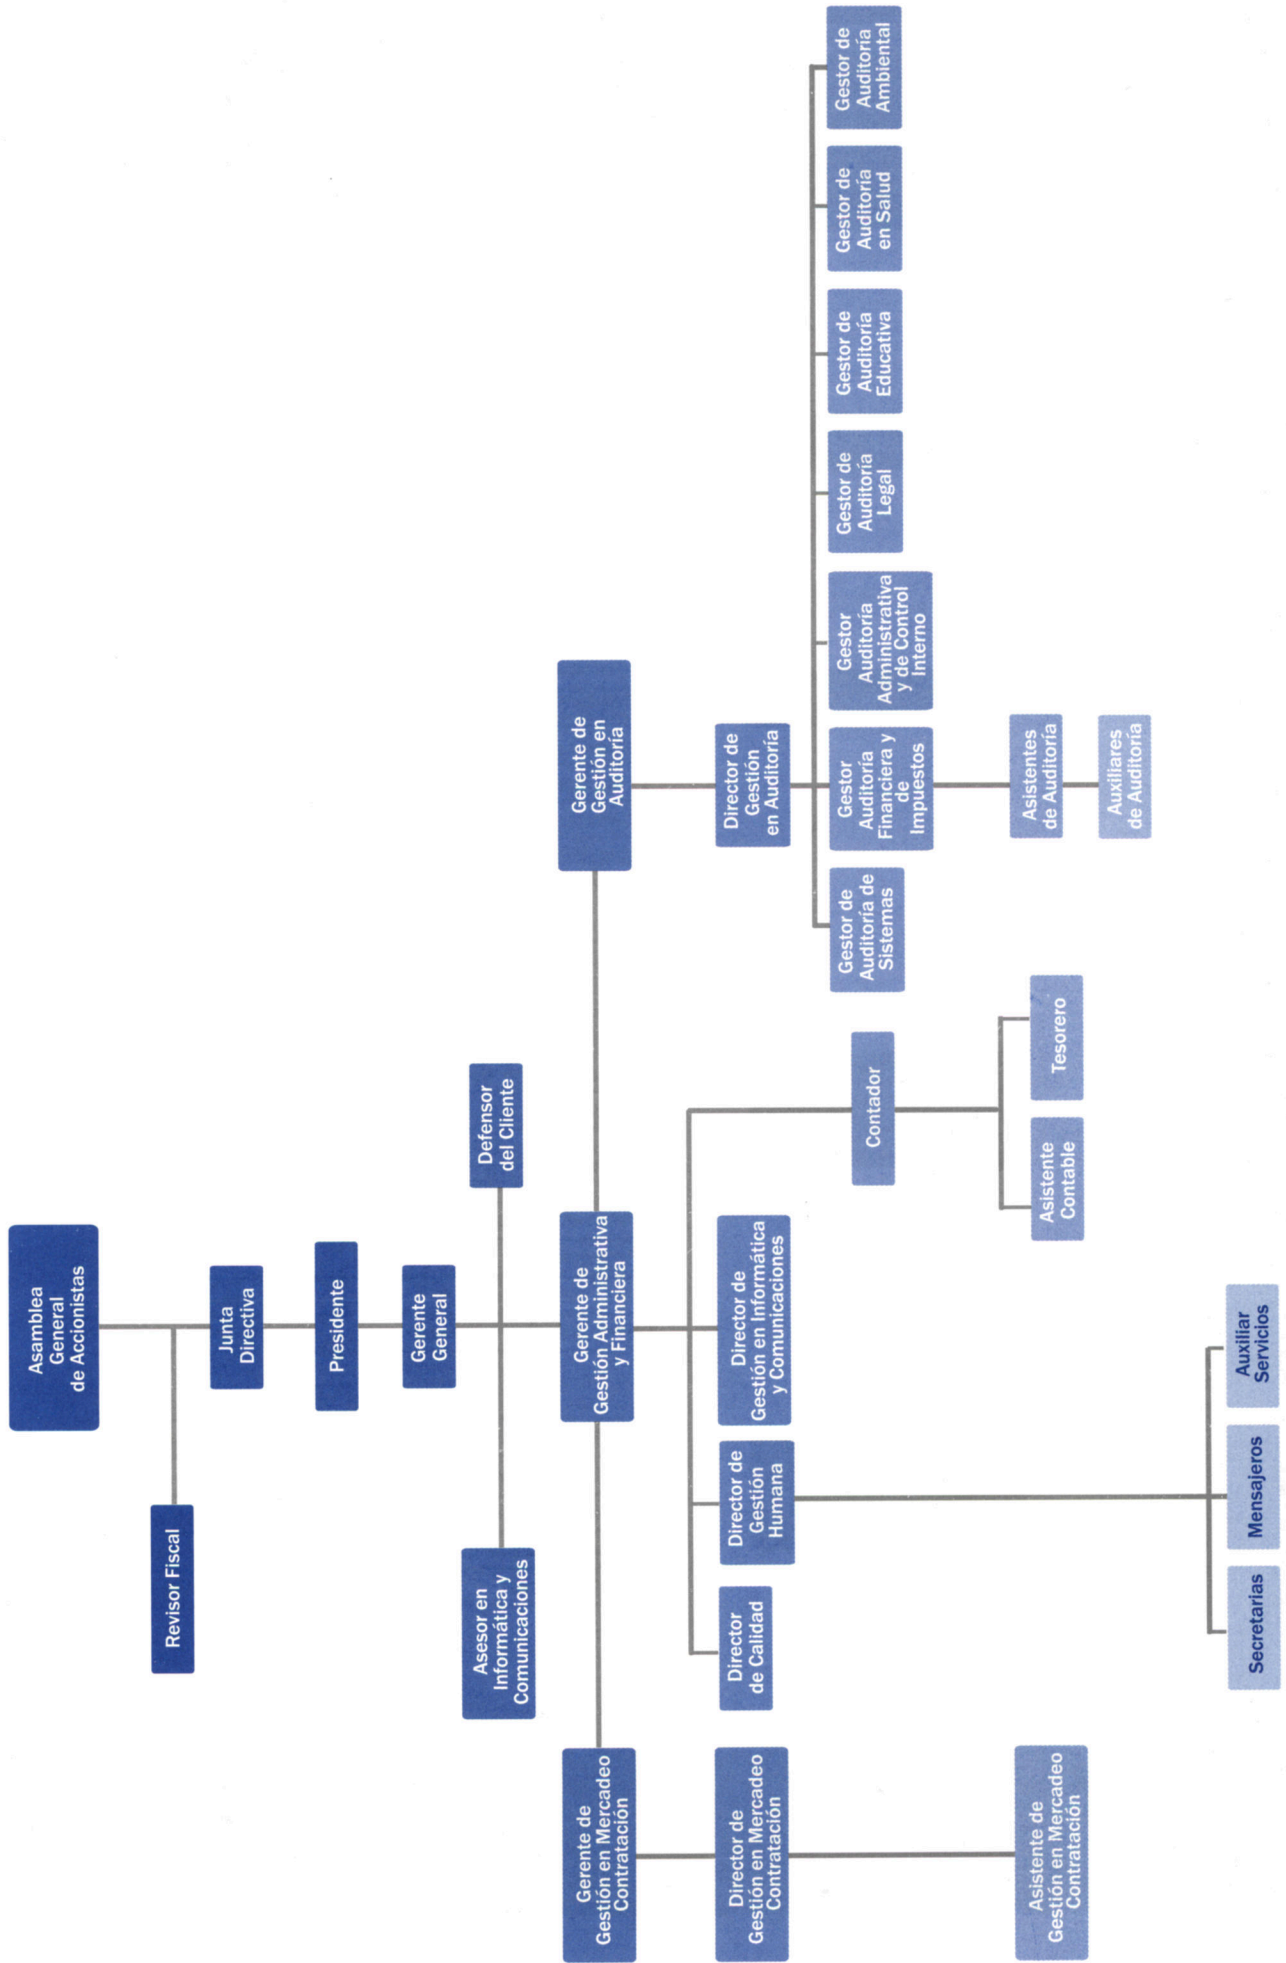 Asamblea
General
de Accionistas
Revisor Fiscal
Junta
Directiva
Presidente
Gerente
General
Asesor en
Informática y
Comunicaciones
Defensor
del Cliente
Gerente de
Gestión en Mercadeo
Contratación
Gerente de
Gestión Administrativa
y Financiera
Gerente de
Gestión en
Auditoría
Director de
Gestión en Mercadeo
Contratación
Director
de Calidad
Director de
Gestión
Humana
Director de
Gestión en Informática
y Comunicaciones
Director de
Gestión
en Auditoría
Contador
Gestor de
Auditoría de
Sistemas
Gestor
Auditoría
Financiera y
de
Impuestos
Gestor
Auditoría
Administrativa
y de Control
Interno
Gestor de
Auditoría
Legal
Gestor de
Auditoría
Educativa
Gestor de
Auditoría
en Salud
Gestor de
Auditoría
Ambiental
Asistente de
Gestión en Mercadeo
Contratación
Asistente
Contable
Tesorero
Asistentes
de Auditoría
Auxiliares
de Auditoría
Secretarias
Mensajeros
Auxiliar
Servicios